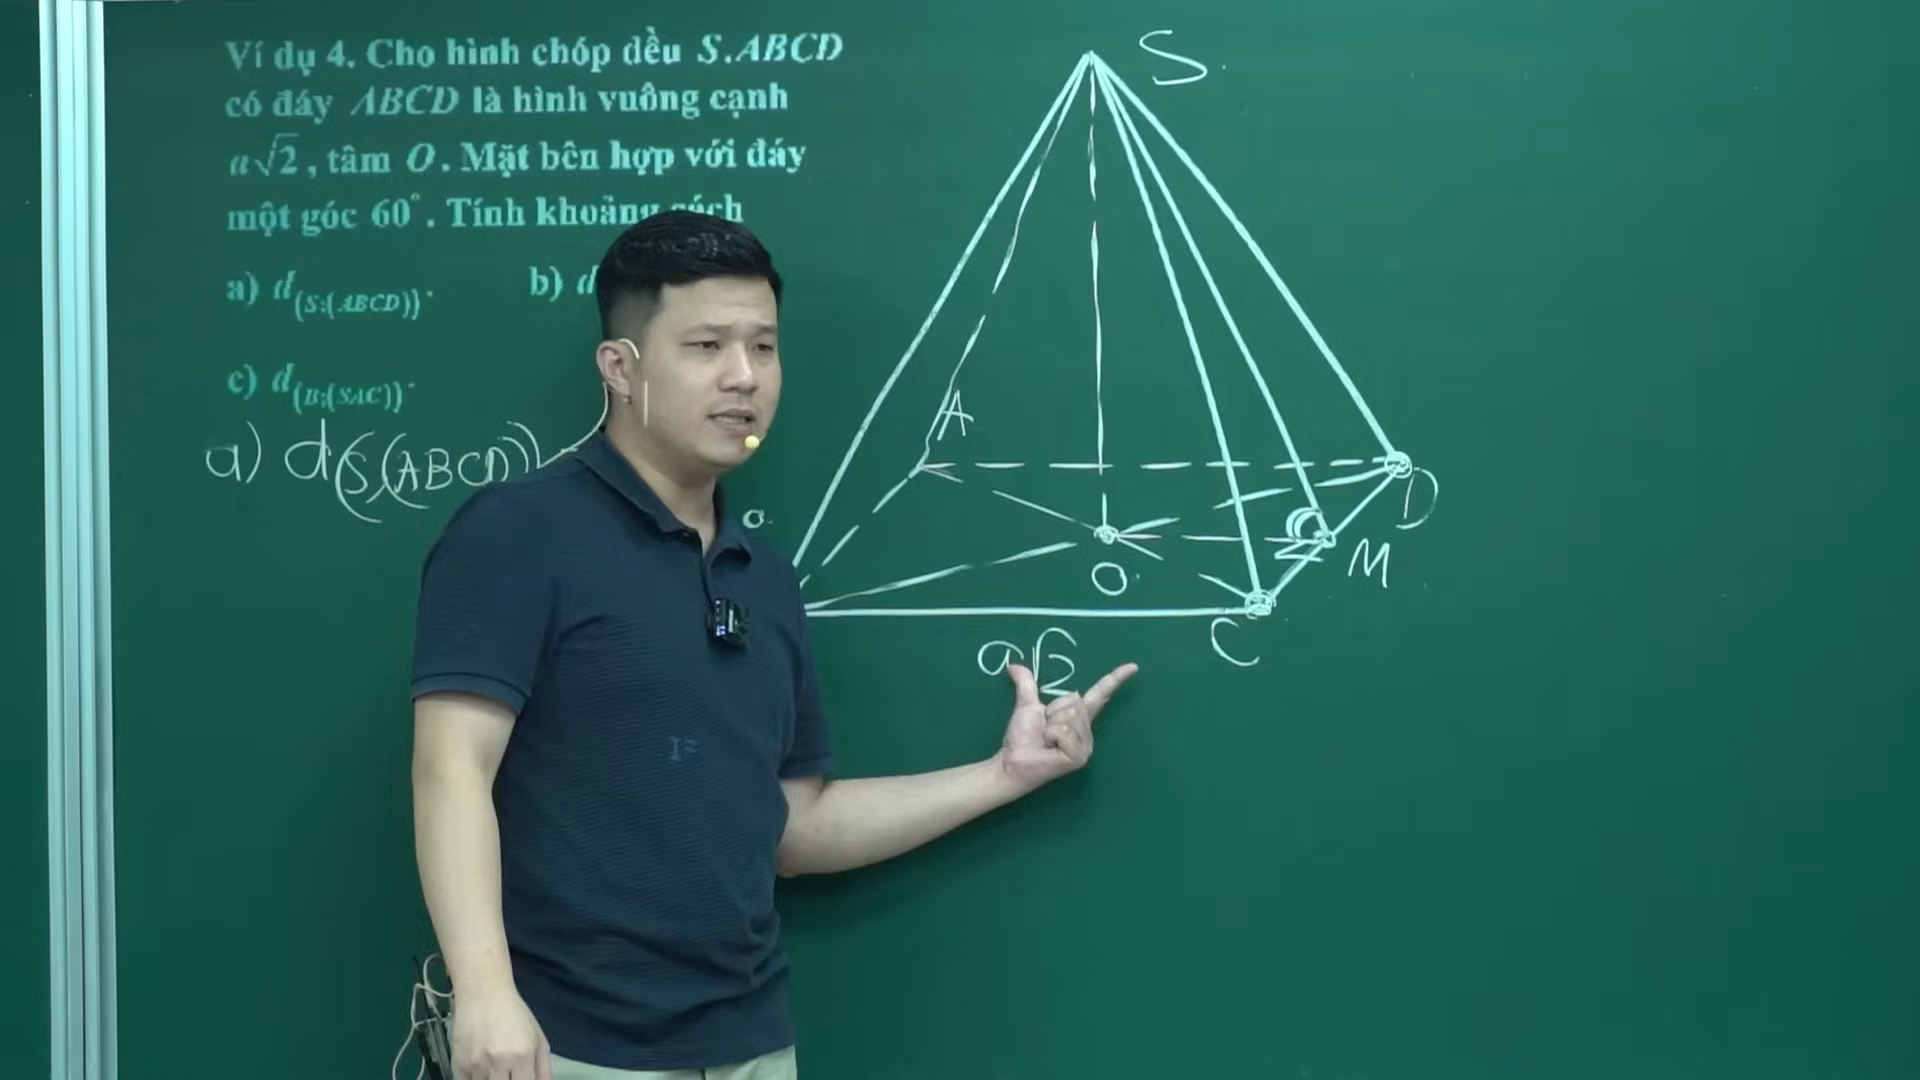 Ví dụ 4. Cho hình chóp đều S.ABCD
có đáy ABCD là hình vuông cạnh
a√2, tâm O. Mặt bên hợp với đáy
một góc 60°. Tính khoảng cách
a) d(S;(ABCD)).
b) d
c) d(B;(SAC)).
a) d(S,(ABCD))
S
A
D
O
M
C
a√2